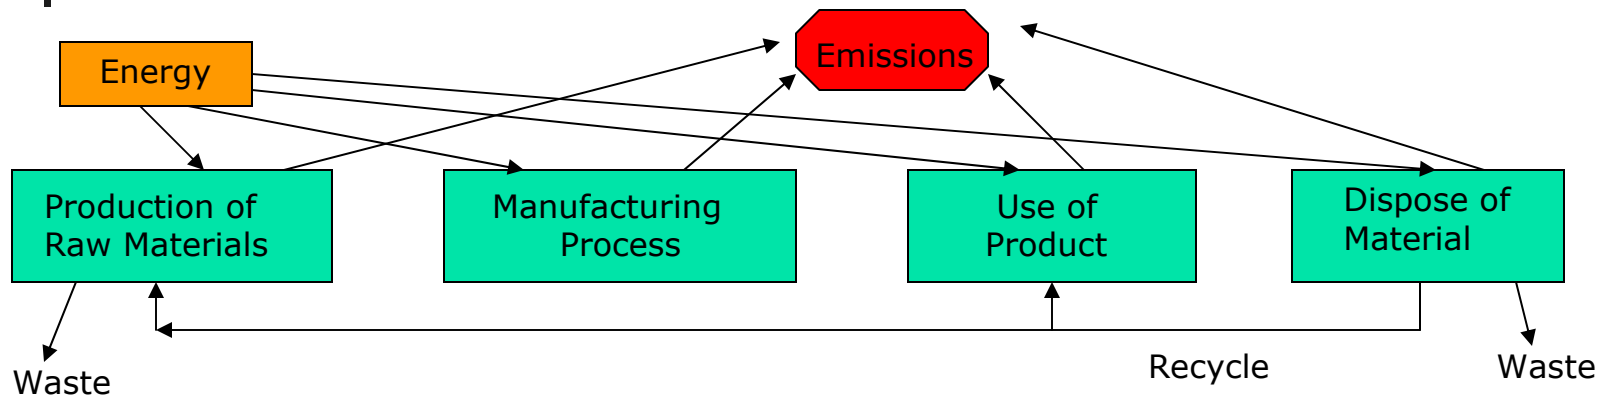 Energy
Emissions
Production of
Raw Materials
Manufacturing
Process
Use of
Product
Dispose of
Material
Waste
Recycle
Waste